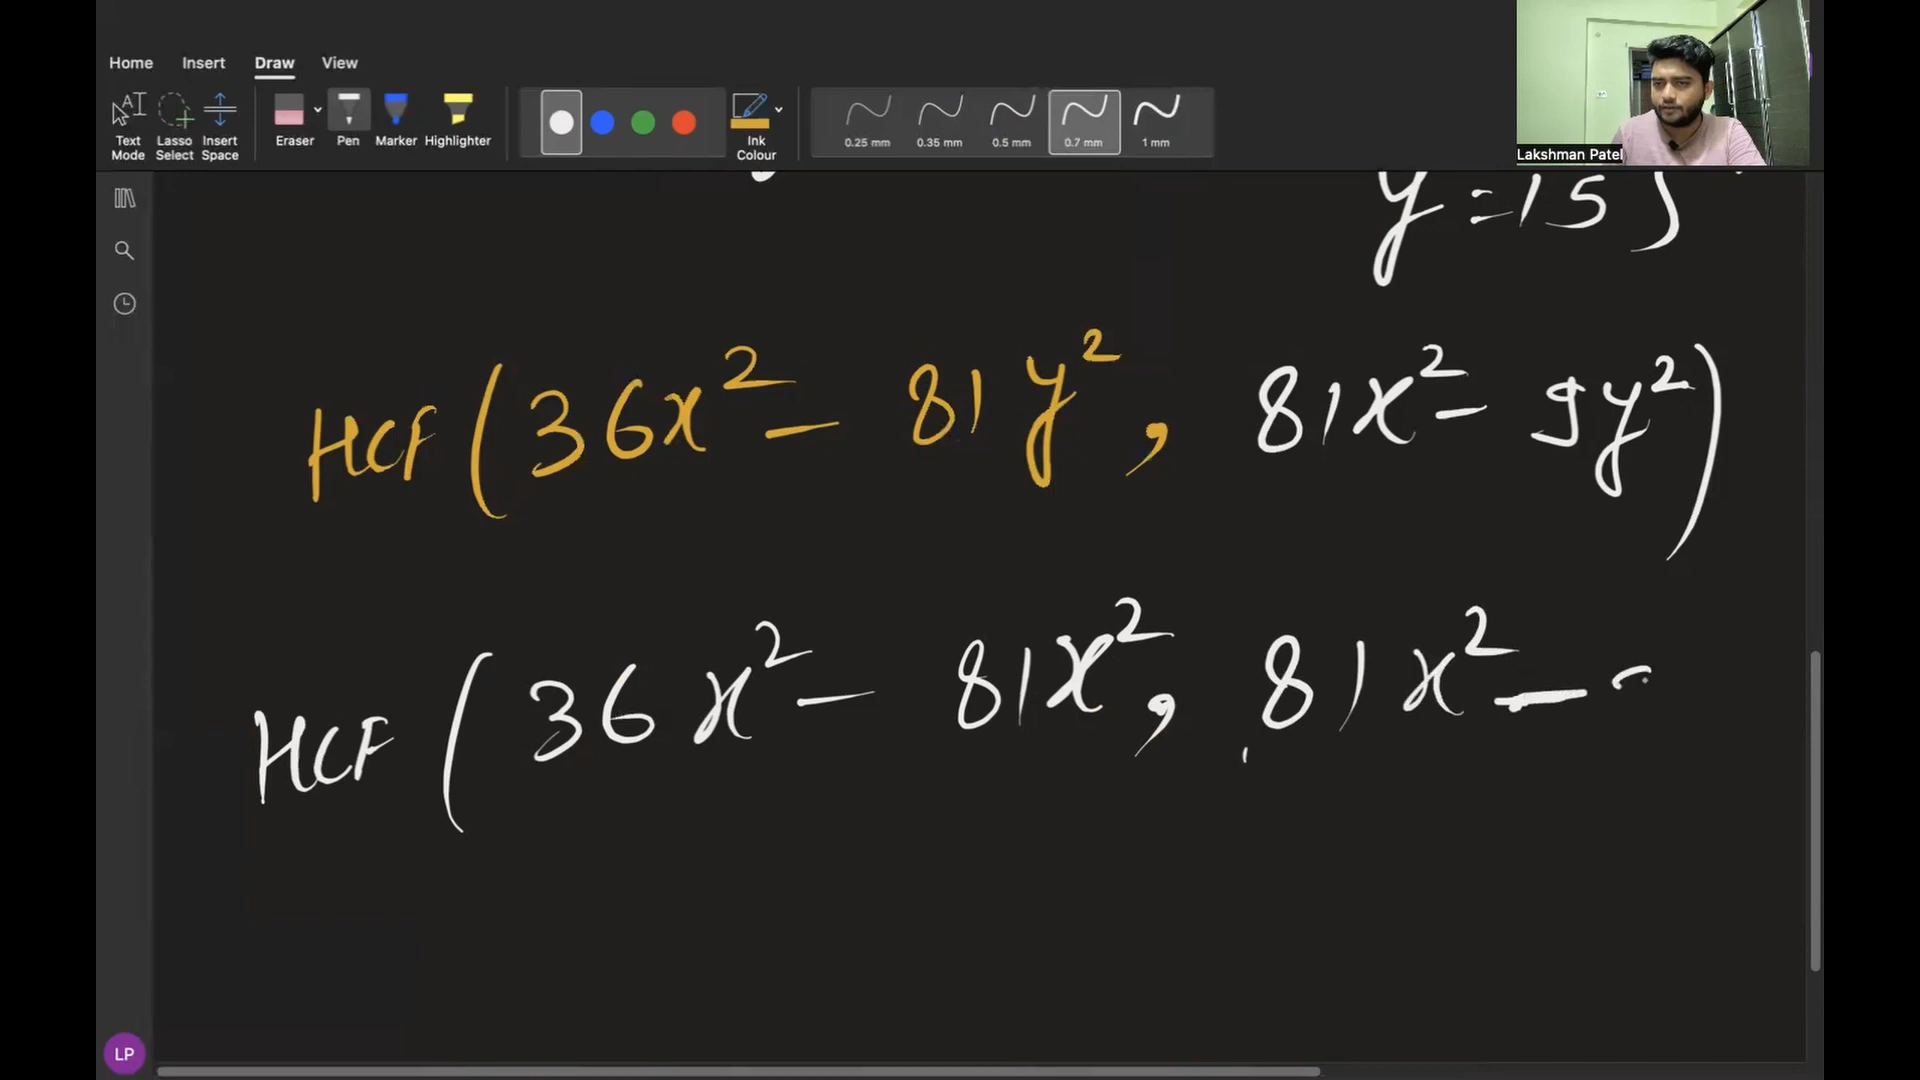 Home Insert Draw View
Text Mode Lasso Select Insert Space Eraser Pen Marker Highlighter Ink Colour 0.25 mm 0.35 mm 0.5 mm 0.7 mm 1 mm
Lakshman Patel
y = 15
HCF ( 36x² − 81y² , 81x² − 9y² )
HCF ( 36x² − 81x² , 81x² −
LP